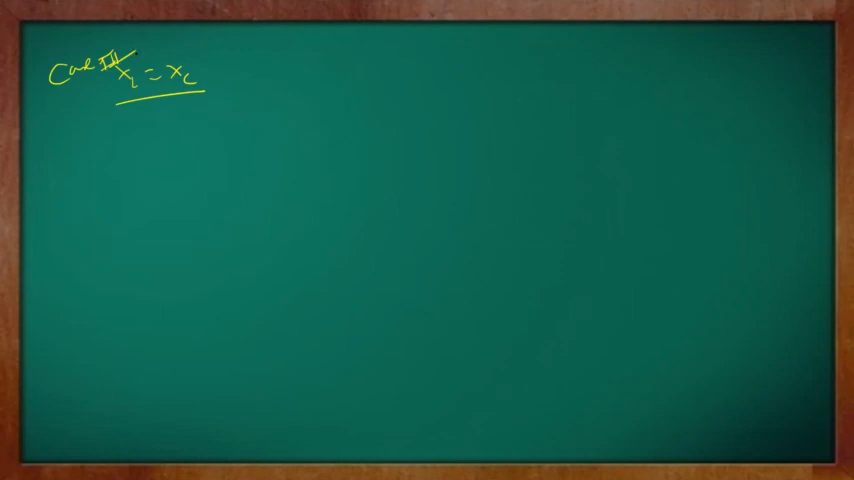 Case III x_L = x_C